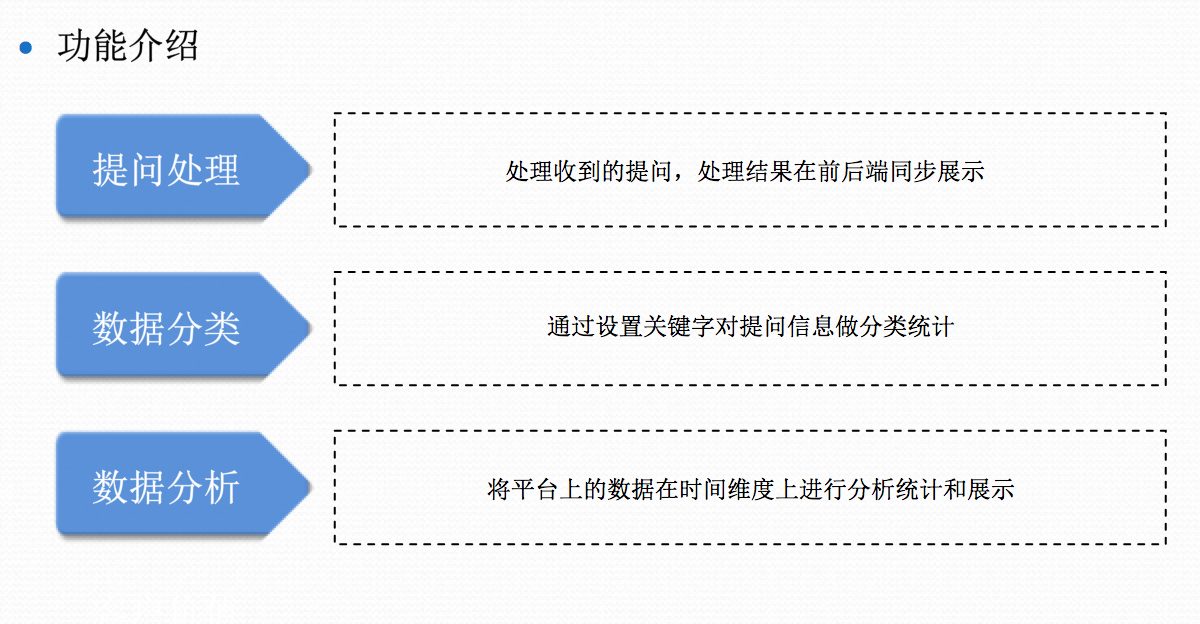 功能介绍
提问处理
处理收到的提问，处理结果在前后端同步展示
数据分类
通过设置关键字对提问信息做分类统计
数据分析
将平台上的数据在时间维度上进行分析统计和展示